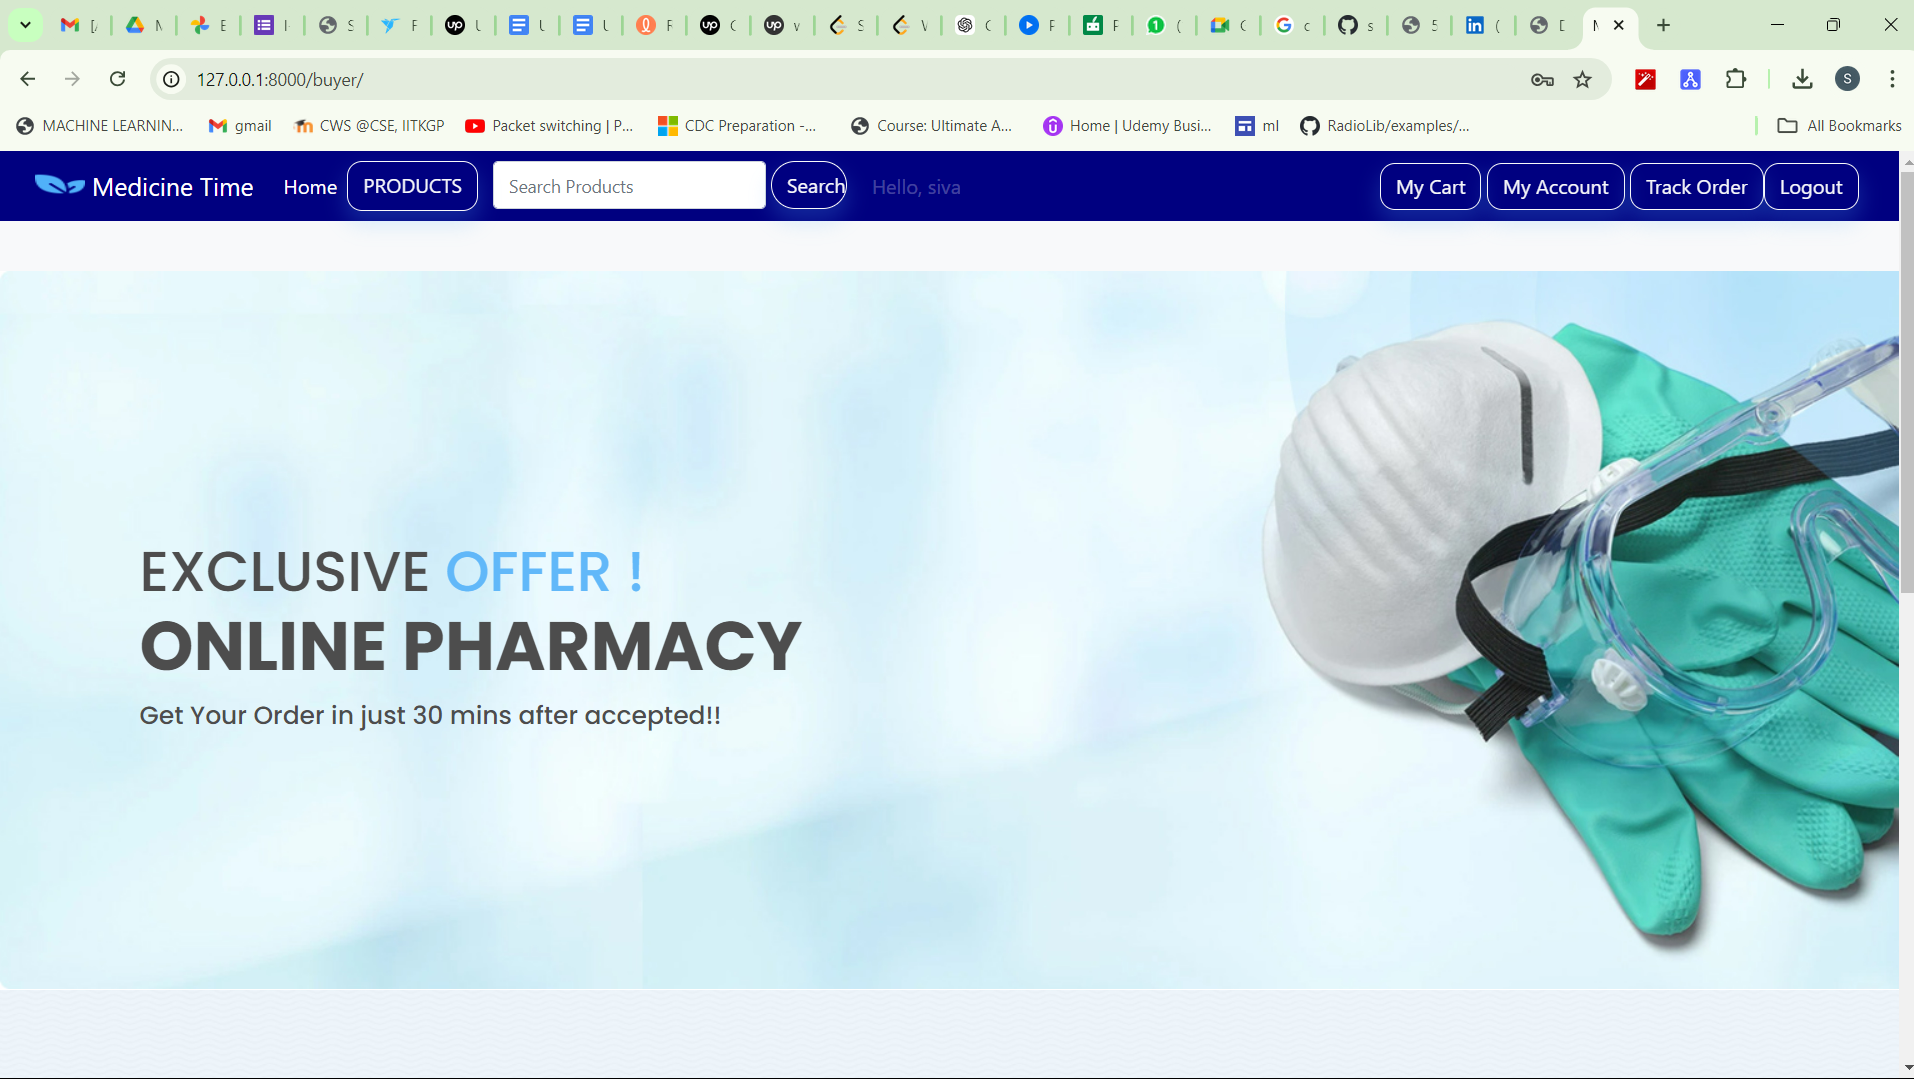 127.0.0.1:8000/buyer/
MACHINE LEARNIN...
gmail
CWS @CSE, IITKGP
Packet switching | P...
CDC Preparation -...
Course: Ultimate A...
Home | Udemy Busi...
ml
RadioLib/examples/...
All Bookmarks
Medicine Time
Home
PRODUCTS
Search Products
Search
Hello, siva
My Cart
My Account
Track Order
Logout
EXCLUSIVE OFFER !
ONLINE PHARMACY
Get Your Order in just 30 mins after accepted!!